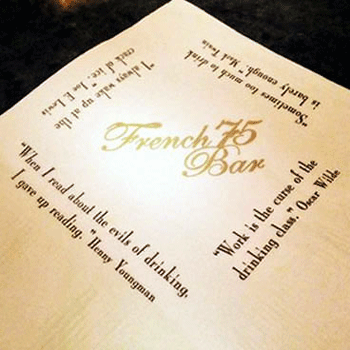 "I always wake up at the
crack of ice." Joe E. Lewis
"Sometimes too much to drink
is barely enough." Mark Twain
French 75
Bar
"When I read about the evils of drinking,
I gave up reading. "Henny Youngman
"Work is the curse of the
drinking class." Oscar Wilde